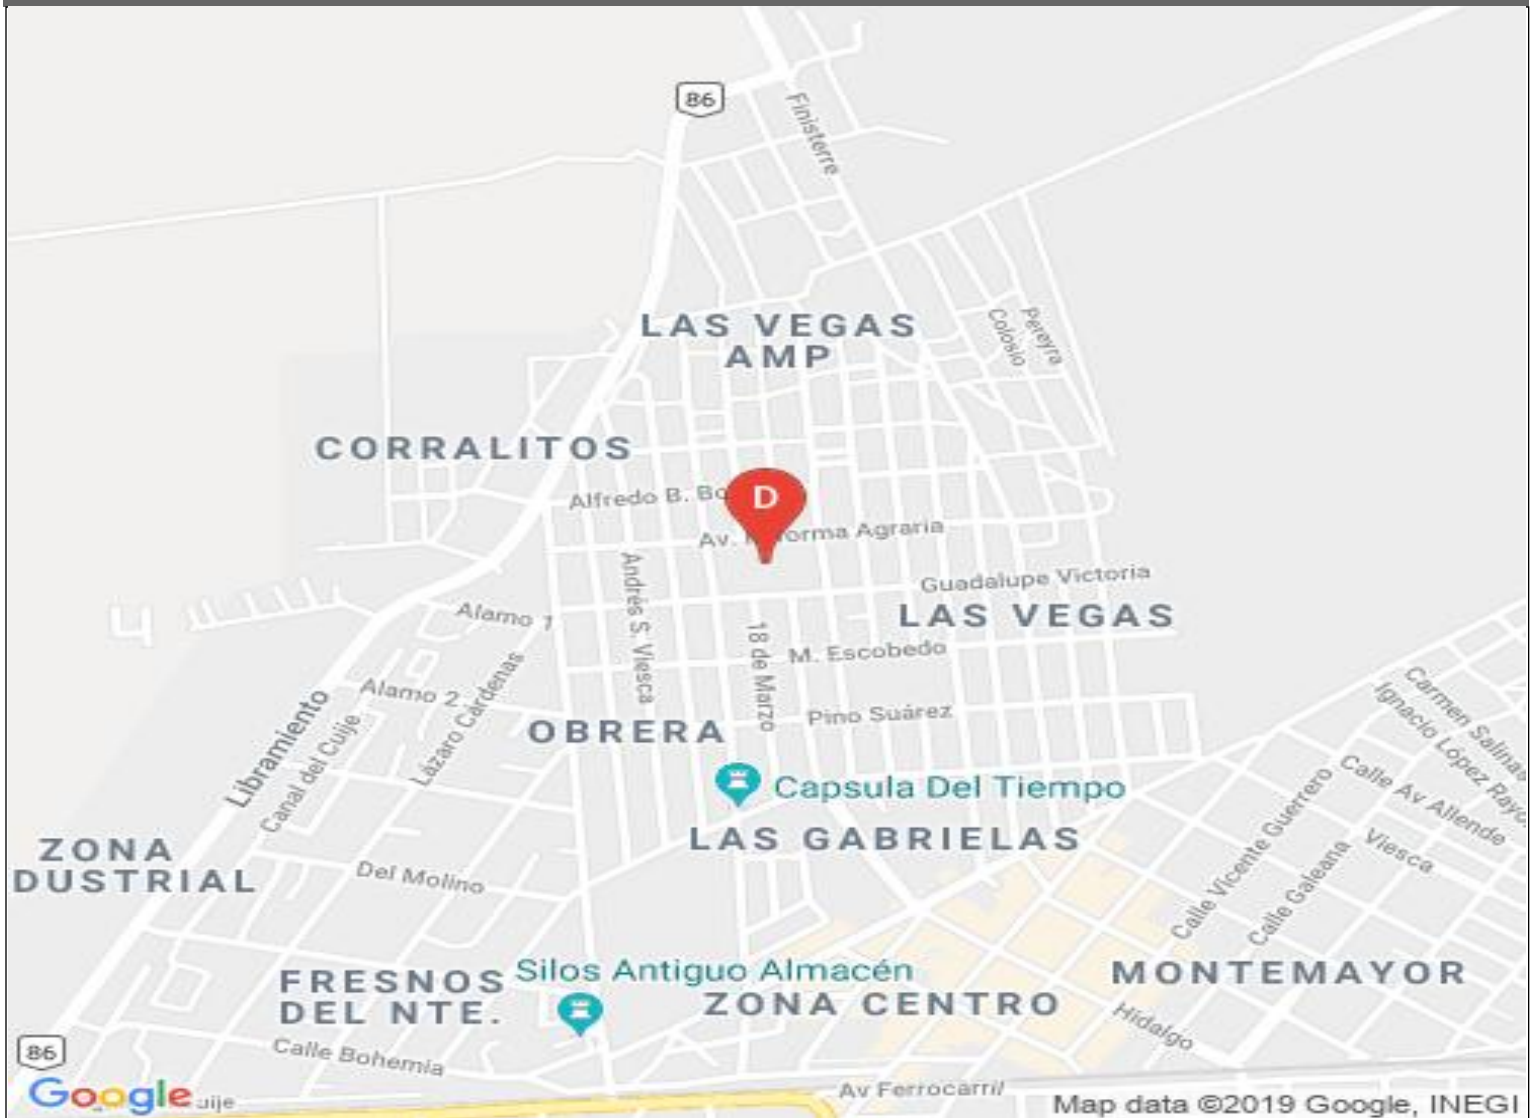 86
Finisterre
LAS VEGAS
AMP
Pereyra
Colosio
CORRALITOS
Alfredo B. Bo
D
Av. R forma Agraria
Andrés S. Viesca
Guadalupe Victoria
Alamo 1
LAS VEGAS
18 de Marzo
M. Escobedo
Lázaro Cárdenas
Alamo 2
Libramiento
Canal del Cuije
Pino Suárez
OBRERA
Carmen Salinas
Ignacio López Rayo
Capsula Del Tiempo
Calle Av Allende
Calle Vicente Guerrero
LAS GABRIELAS
Viesca
Calle Galeana
ZONA
DUSTRIAL
Del Molino
Silos Antiguo Almacén
FRESNOS
DEL NTE.
MONTEMAYOR
ZONA CENTRO
Hidalgo
86
Calle Bohemia
Google
uije
Av Ferrocarril
Map data ©2019 Google, INEGI